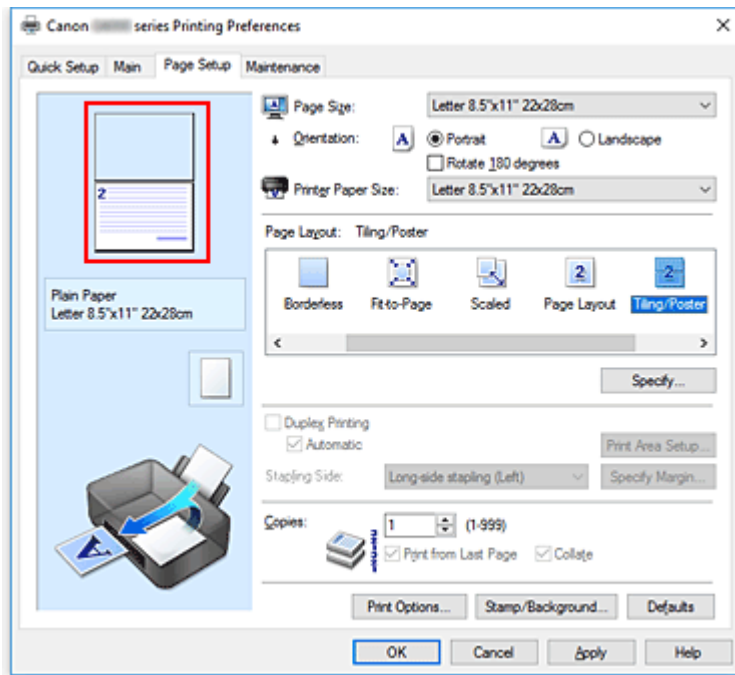 Canon series Printing Preferences
Quick Setup Main Page Setup Maintenance
2
Plain Paper
Letter 8.5"x11" 22x28cm
Page Size: Letter 8.5"x11" 22x28cm
Orientation: A Portrait A Landscape
Rotate 180 degrees
Printer Paper Size: Letter 8.5"x11" 22x28cm
Page Layout: Tiling/Poster
2 2
Borderless Fit-to-Page Scaled Page Layout Tiling/Poster
Specify...
Duplex Printing
Automatic Print Area Setup...
Stapling Side: Long-side stapling (Left) Specify Margin...
Copies: 1 (1-999)
Print from Last Page Collate
Print Options... Stamp/Background... Defaults
OK Cancel Apply Help